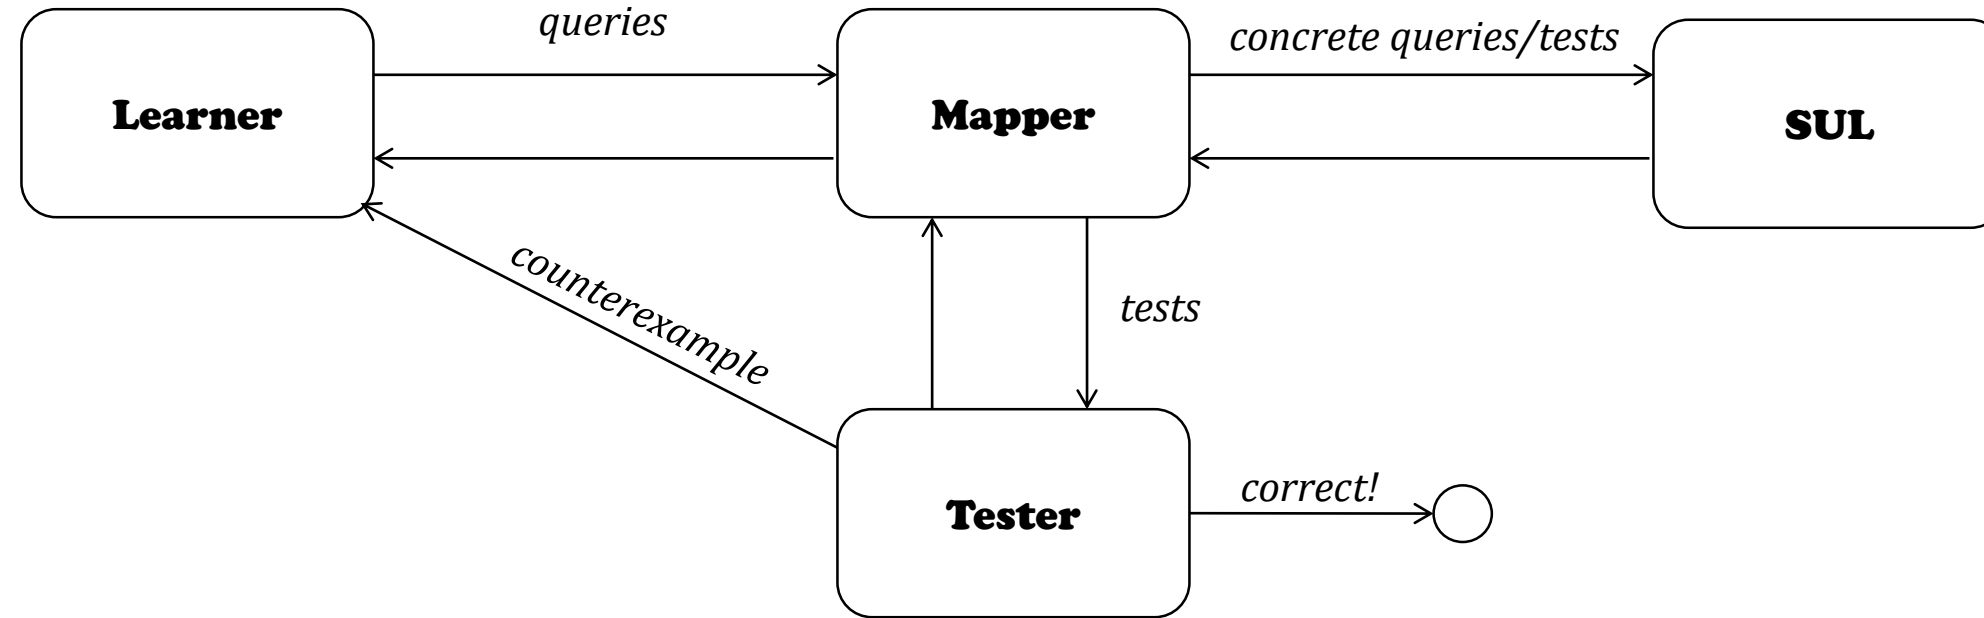 queries
concrete queries/tests
Learner
Mapper
SUL
counterexample
tests
correct!
Tester